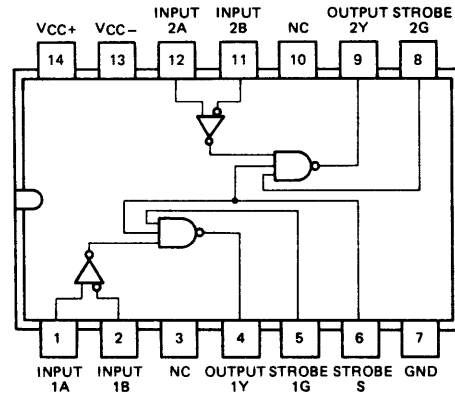 INPUT INPUT OUTPUT STROBE
VCC+ VCC− 2A 2B NC 2Y 2G
14 13 12 11 10 9 8
1 2 3 4 5 6 7
INPUT INPUT NC OUTPUT STROBE STROBE GND
1A 1B 1Y 1G S